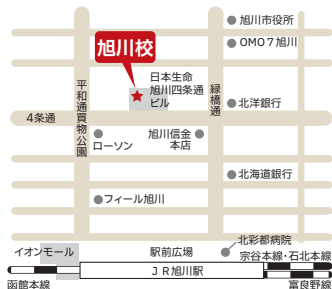 旭川市役所
OMO7旭川
旭川校
日本生命
旭川四条通
ビル
平和通買物公園
緑橋通
北洋銀行
4条通
ローソン
旭川信金
本店
北海道銀行
フィール旭川
北彩都病院
イオンモール
駅前広場
宗谷本線・石北本線
JR旭川駅
函館本線
富良野線